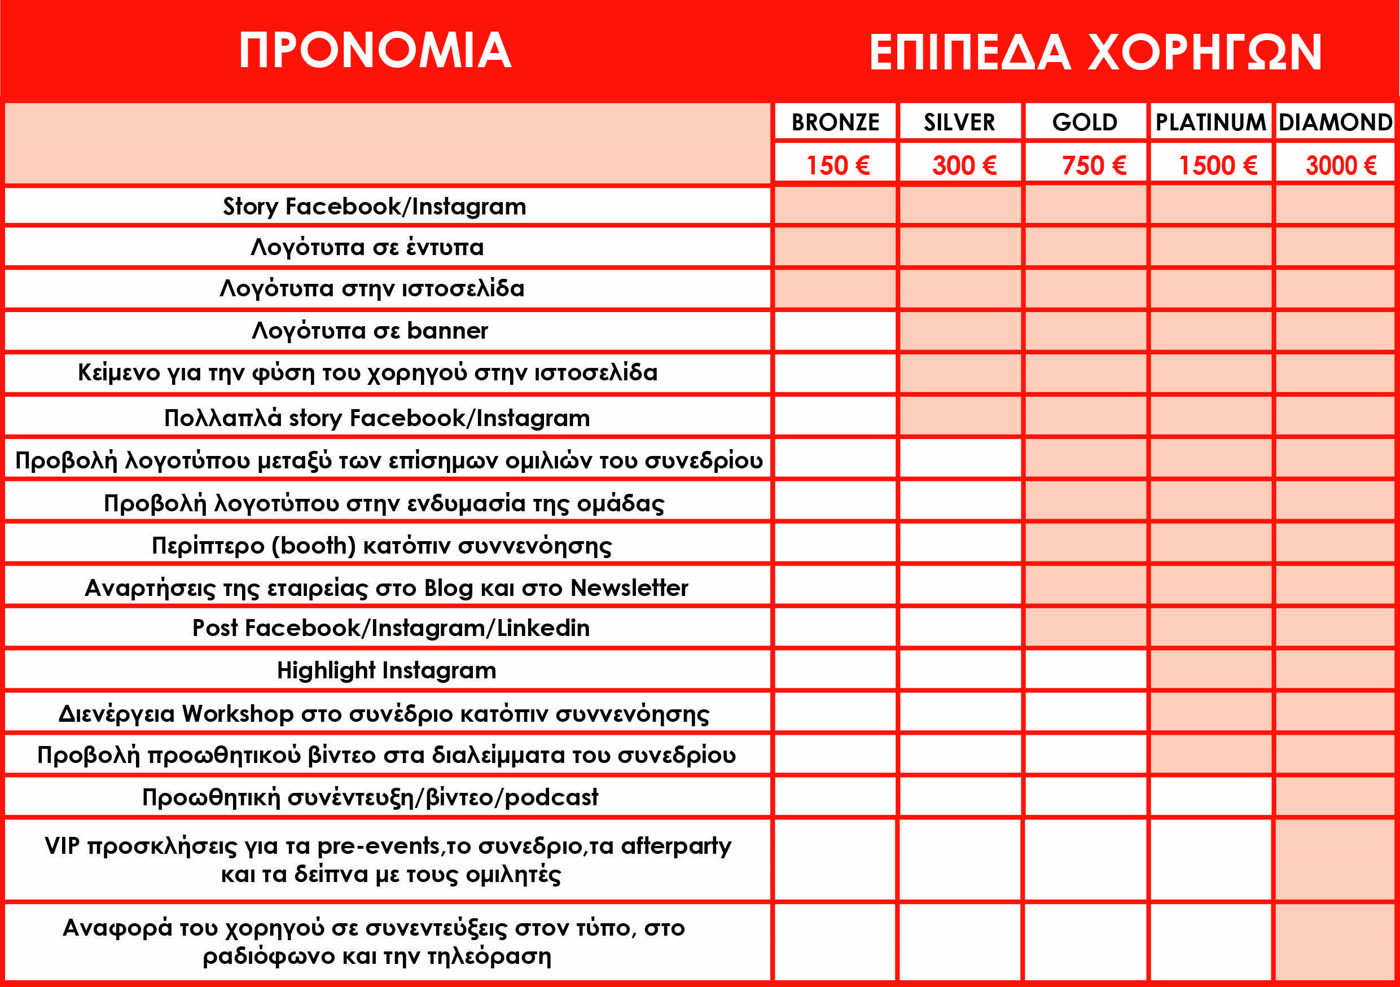 ΠΡΟΝΟΜΙΑ
ΕΠΙΠΕΔΑ ΧΟΡΗΓΩΝ
BRONZE SILVER GOLD PLATINUM DIAMOND
150 € 300 € 750 € 1500 € 3000 €
Story Facebook/Instagram
Λογότυπα σε έντυπα
Λογότυπα στην ιστοσελίδα
Λογότυπα σε banner
Κείμενο για την φύση του χορηγού στην ιστοσελίδα
Πολλαπλά story Facebook/Instagram
Προβολή λογοτύπου μεταξύ των επίσημων ομιλιών του συνεδρίου
Προβολή λογοτύπου στην ενδυμασία της ομάδας
Περίπτερο (booth) κατόπιν συννενόησης
Αναρτήσεις της εταιρείας στο Blog και στο Newsletter
Post Facebook/Instagram/Linkedin
Highlight Instagram
Διενέργεια Workshop στο συνέδριο κατόπιν συννενόησης
Προβολή προωθητικού βίντεο στα διαλείμματα του συνεδρίου
Προωθητική συνέντευξη/βίντεο/podcast
VIP προσκλήσεις για τα pre-events,το συνεδριο,τα afterparty
και τα δείπνα με τους ομιλητές
Αναφορά του χορηγού σε συνεντεύξεις στον τύπο, στο
ραδιόφωνο και την τηλεόραση